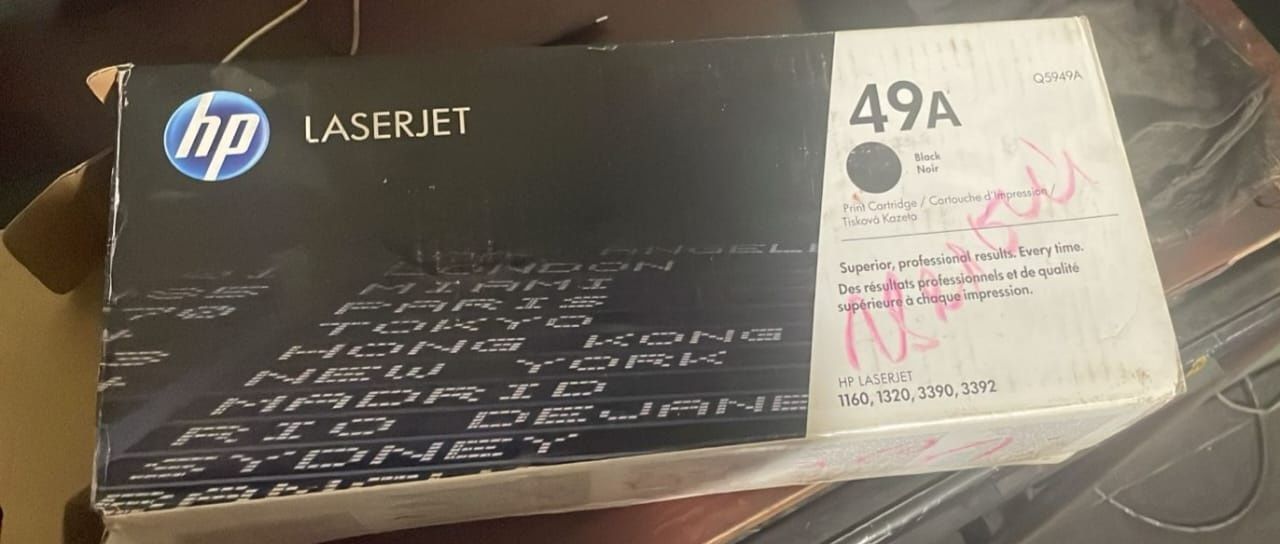 hp
LASERJET
ANGEL
LONDON
MIAMI
PARIS
TOKYO
HONG KONG
NEW YORK
MADRID
RIO DEJANE
SYDNEY
49A
Q5949A
Black
Noir
Print Cartridge / Cartouche d'Impression
Tisková Kazeta
Superior, professional results. Every time.
Des résultats professionnels et de qualité
supérieure à chaque impression.
HP LASERJET
1160, 1320, 3390, 3392